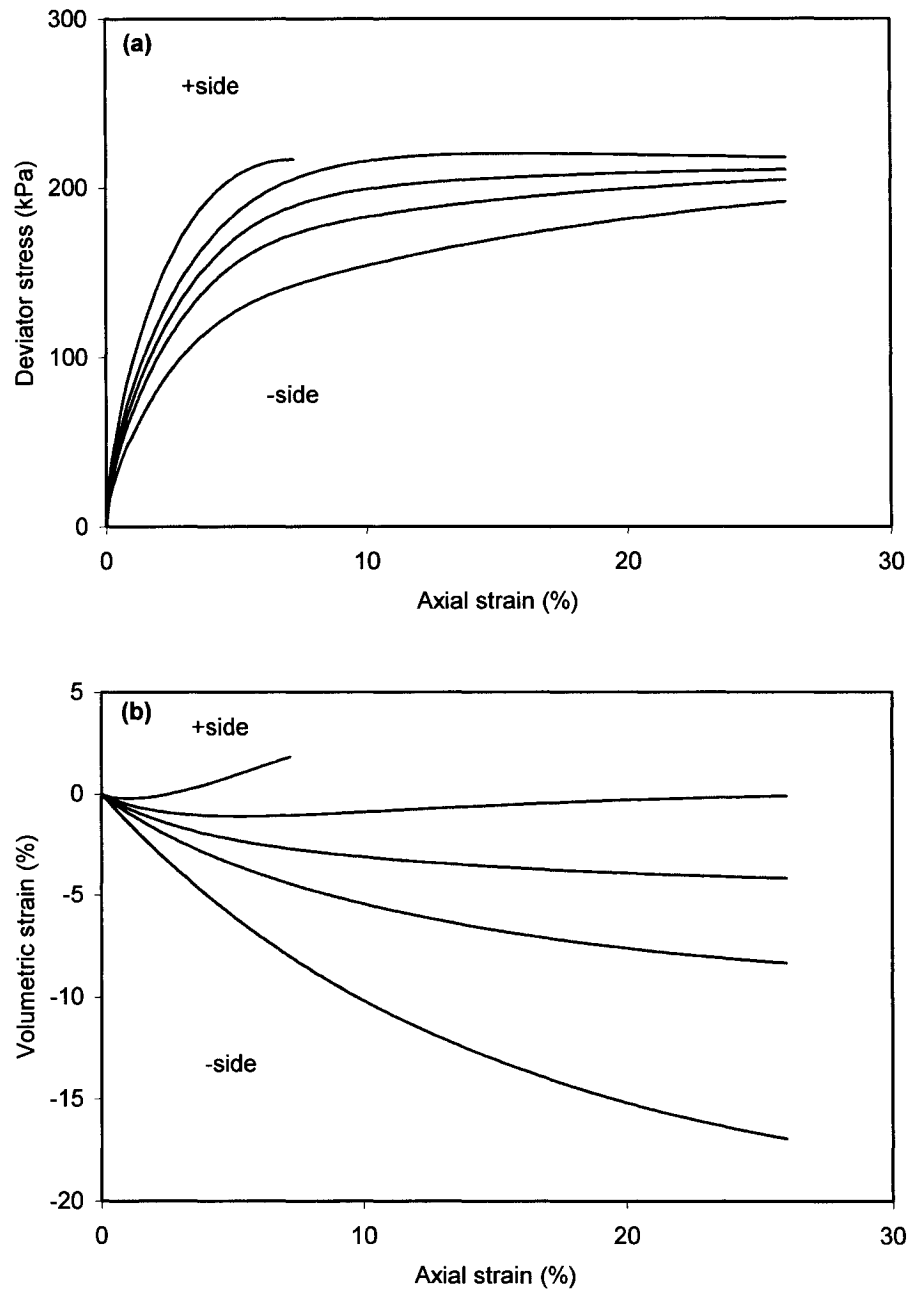 (a)
+side
-side
300
200
100
0
0 10 20 30
Deviator stress (kPa)
Axial strain (%)
(b)
+side
-side
5
0
-5
-10
-15
-20
0 10 20 30
Volumetric strain (%)
Axial strain (%)